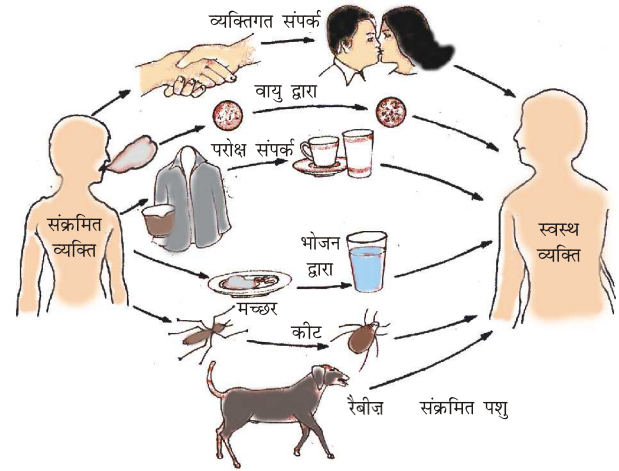 व्यक्तिगत संपर्क
वायु द्वारा
परोक्ष संपर्क
संक्रमित
व्यक्ति
स्वस्थ
व्यक्ति
भोजन
द्वारा
मच्छर
कीट
रैबीज़
संक्रमित पशु